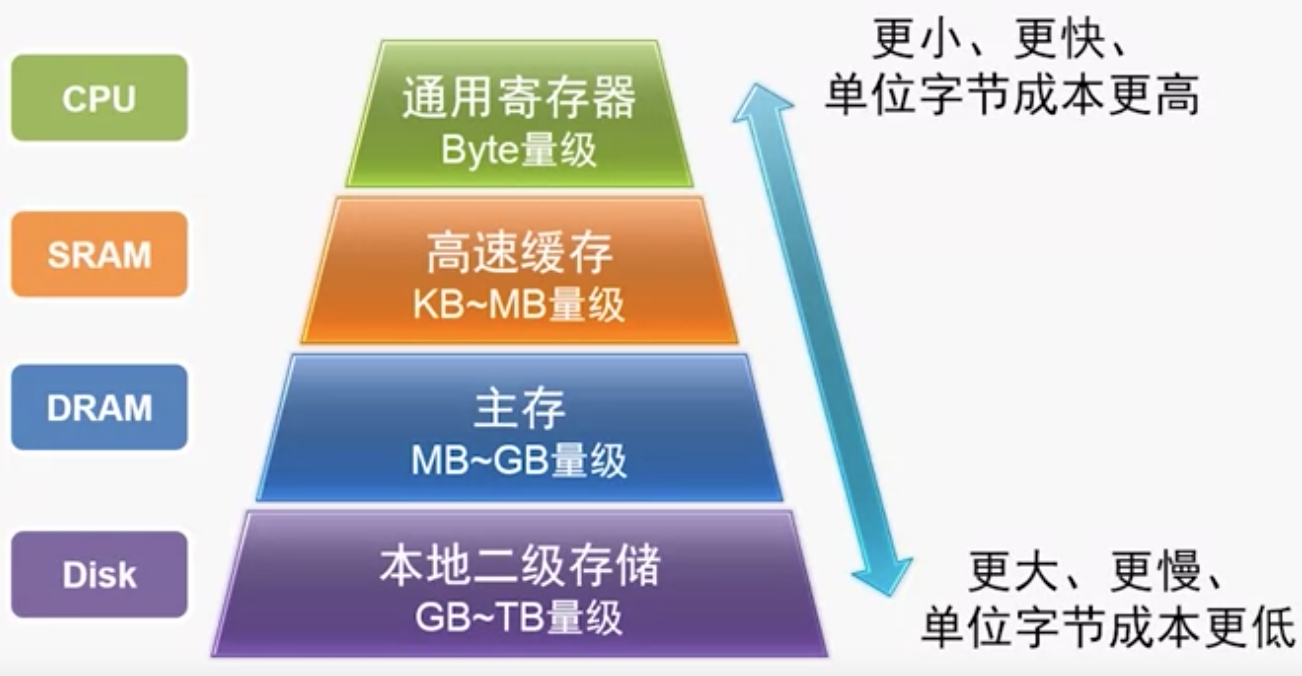 CPU
通用寄存器
Byte量级
更小、更快、
单位字节成本更高
SRAM
高速缓存
KB~MB量级
DRAM
主存
MB~GB量级
Disk
本地二级存储
GB~TB量级
更大、更慢、
单位字节成本更低